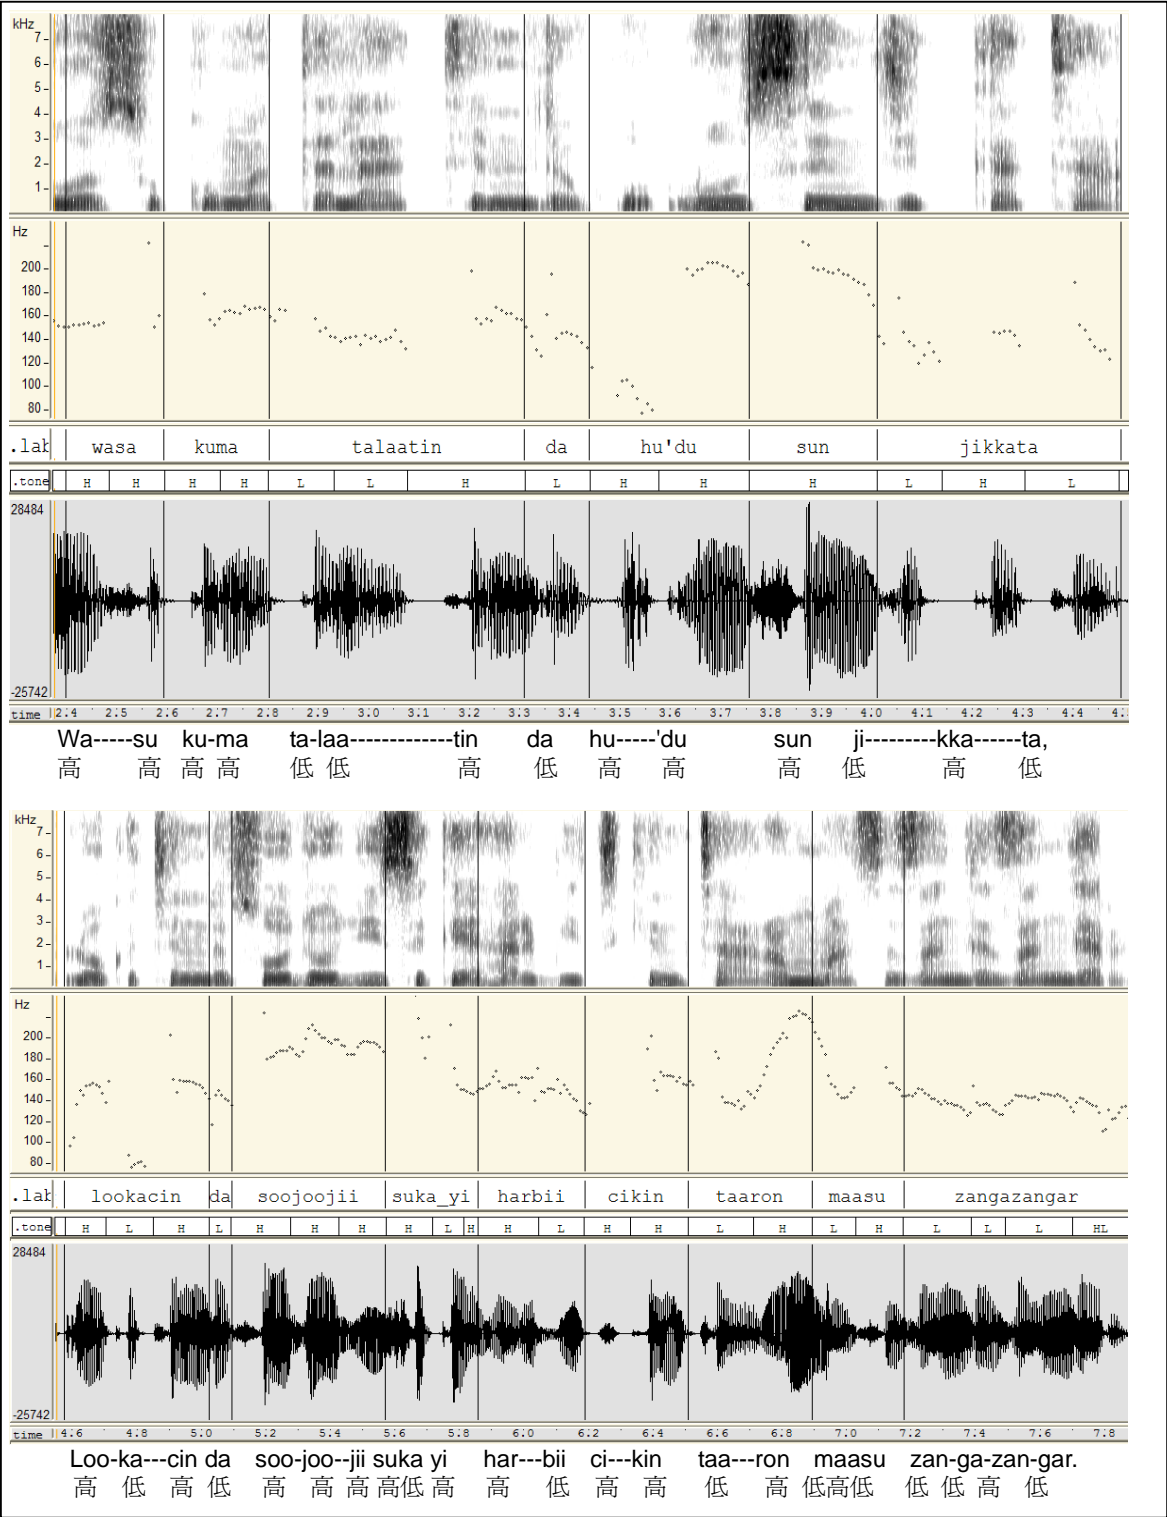 kHz
7
6
5
4
3
2
1
Hz
200
180
160
140
120
100
80
.lab wasa kuma talaatin da hu'du sun jikkata
.tone H H H H L L H L H H H L H L
28484
-25742
time 2.4 2.5 2.6 2.7 2.8 2.9 3.0 3.1 3.2 3.3 3.4 3.5 3.6 3.7 3.8 3.9 4.0 4.1 4.2 4.3 4.4
Wa-----su ku-ma ta-laa-------------tin da hu-----'du sun ji---------kka------ta,
高 高 高 高 低 低 高 低 高 高 高 低 高 低
kHz
7
6
5
4
3
2
1
Hz
200
180
160
140
120
100
80
.lab lookacin da soojoojii suka_yi harbii cikin taaron maasu zangazangar
.tone H L H L H H H H L H H L H H L H L H L L L HL
28484
-25742
time 4.6 4.8 5.0 5.2 5.4 5.6 5.8 6.0 6.2 6.4 6.6 6.8 7.0 7.2 7.4 7.6 7.8
Loo-ka---cin da soo-joo--jii suka yi har---bii ci---kin taa---ron maasu zan-ga-zan-gar.
高 低 高 低 高 高 高 高低 高 高 低 高 高 低 高 低高低 低 低 高 低